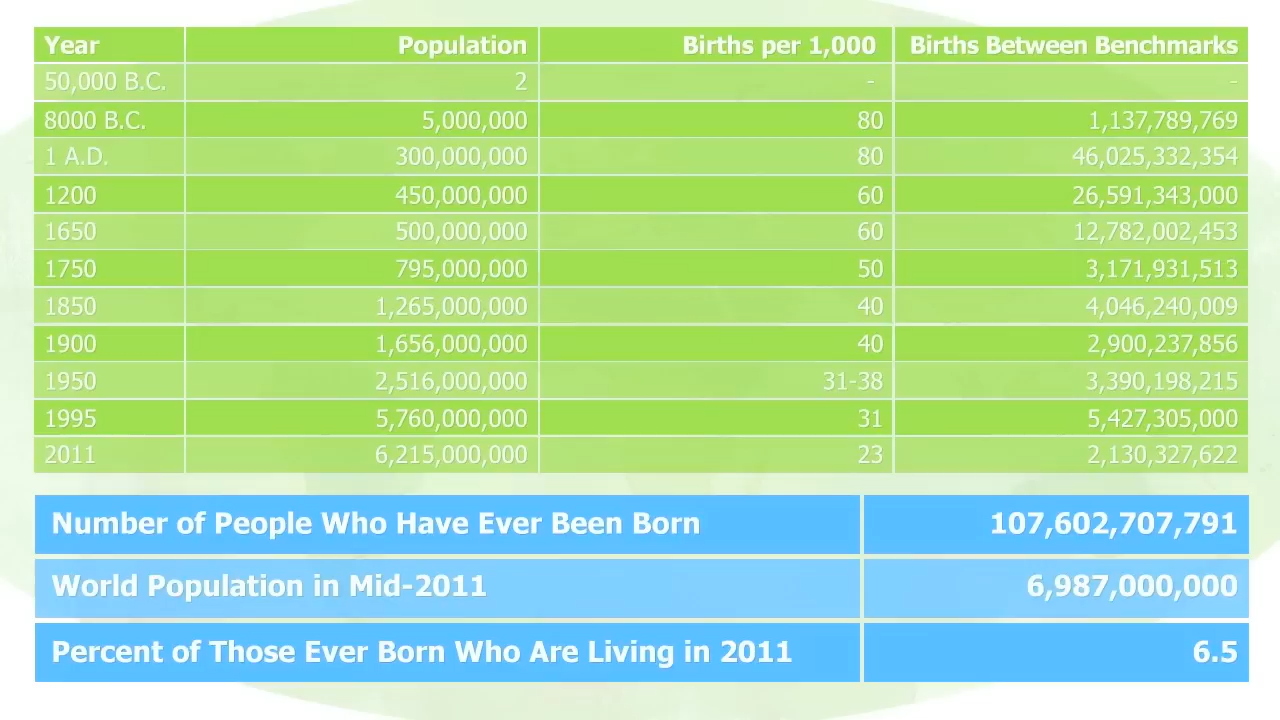 Year Population Births per 1,000 Births Between Benchmarks
50,000 B.C. 2 - -
8000 B.C. 5,000,000 80 1,137,789,769
1 A.D. 300,000,000 80 46,025,332,354
1200 450,000,000 60 26,591,343,000
1650 500,000,000 60 12,782,002,453
1750 795,000,000 50 3,171,931,513
1850 1,265,000,000 40 4,046,240,009
1900 1,656,000,000 40 2,900,237,856
1950 2,516,000,000 31-38 3,390,198,215
1995 5,760,000,000 31 5,427,305,000
2011 6,215,000,000 23 2,130,327,622
Number of People Who Have Ever Been Born 107,602,707,791
World Population in Mid-2011 6,987,000,000
Percent of Those Ever Born Who Are Living in 2011 6.5